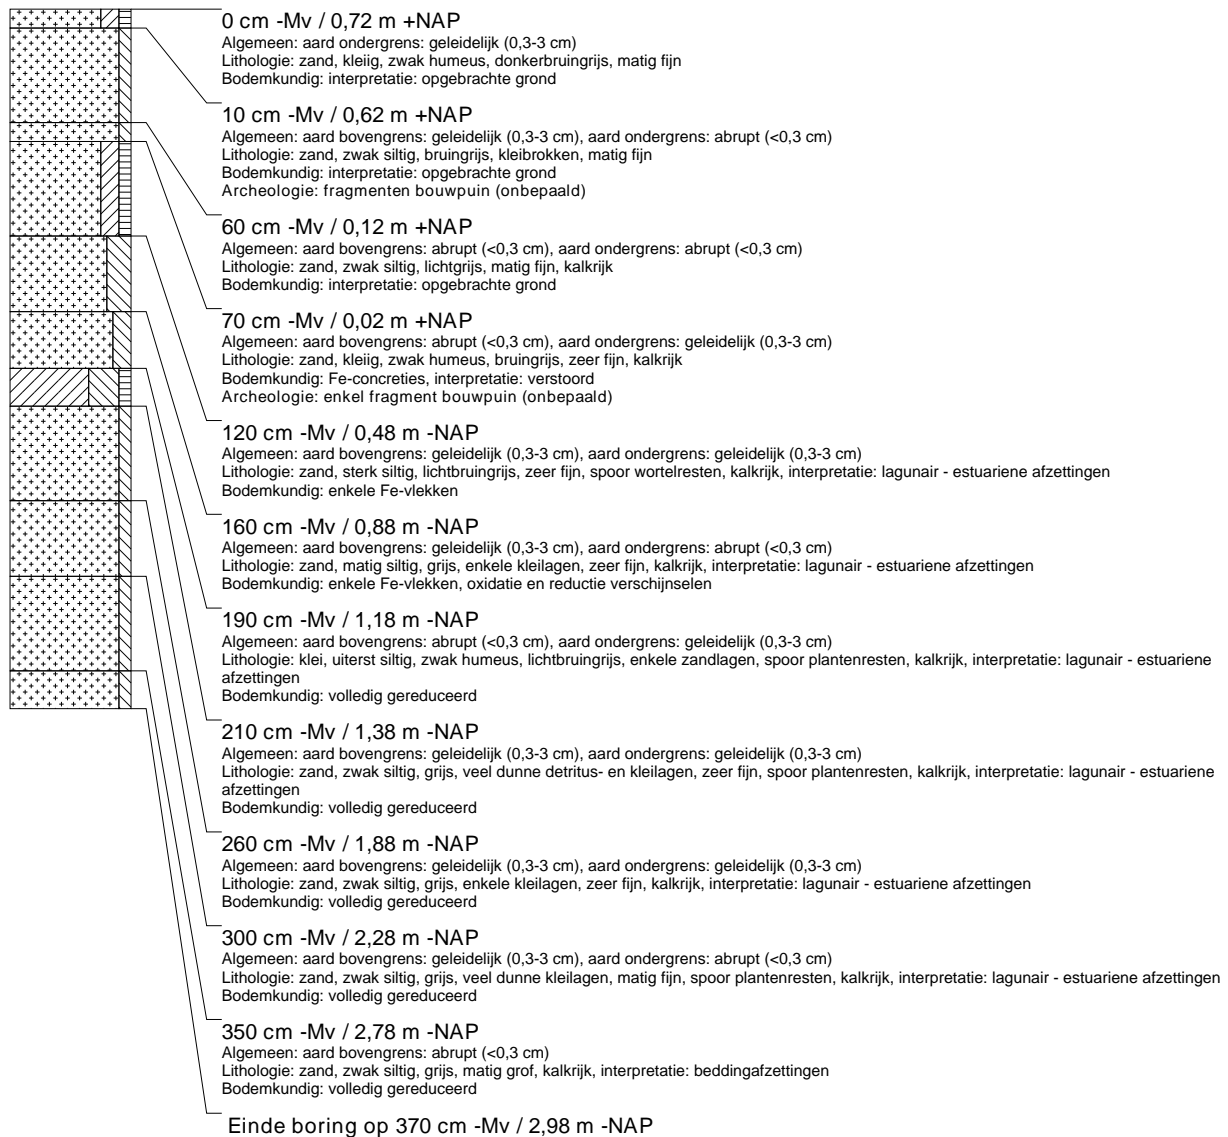 0 cm -Mv / 0,72 m +NAP
Algemeen: aard ondergrens: geleidelijk (0,3-3 cm)
Lithologie: zand, kleiig, zwak humeus, donkerbruingrijs, matig fijn
Bodemkundig: interpretatie: opgebrachte grond
10 cm -Mv / 0,62 m +NAP
Algemeen: aard bovengrens: geleidelijk (0,3-3 cm), aard ondergrens: abrupt (<0,3 cm)
Lithologie: zand, zwak siltig, bruingrijs, kleibrokken, matig fijn
Bodemkundig: interpretatie: opgebrachte grond
Archeologie: fragmenten bouwpuin (onbepaald)
60 cm -Mv / 0,12 m +NAP
Algemeen: aard bovengrens: abrupt (<0,3 cm), aard ondergrens: abrupt (<0,3 cm)
Lithologie: zand, zwak siltig, lichtgrijs, matig fijn, kalkrijk
Bodemkundig: interpretatie: opgebrachte grond
70 cm -Mv / 0,02 m +NAP
Algemeen: aard bovengrens: abrupt (<0,3 cm), aard ondergrens: geleidelijk (0,3-3 cm)
Lithologie: zand, kleiig, zwak humeus, bruingrijs, zeer fijn, kalkrijk
Bodemkundig: Fe-concreties, interpretatie: verstoord
Archeologie: enkel fragment bouwpuin (onbepaald)
120 cm -Mv / 0,48 m -NAP
Algemeen: aard bovengrens: geleidelijk (0,3-3 cm), aard ondergrens: geleidelijk (0,3-3 cm)
Lithologie: zand, sterk siltig, lichtbruingrijs, zeer fijn, spoor wortelresten, kalkrijk, interpretatie: lagunair - estuariene afzettingen
Bodemkundig: enkele Fe-vlekken
160 cm -Mv / 0,88 m -NAP
Algemeen: aard bovengrens: geleidelijk (0,3-3 cm), aard ondergrens: abrupt (<0,3 cm)
Lithologie: zand, matig siltig, grijs, enkele kleilagen, zeer fijn, kalkrijk, interpretatie: lagunair - estuariene afzettingen
Bodemkundig: enkele Fe-vlekken, oxidatie en reductie verschijnselen
190 cm -Mv / 1,18 m -NAP
Algemeen: aard bovengrens: abrupt (<0,3 cm), aard ondergrens: geleidelijk (0,3-3 cm)
Lithologie: klei, uiterst siltig, zwak humeus, lichtbruingrijs, enkele zandlagen, spoor plantenresten, kalkrijk, interpretatie: lagunair - estuariene
afzettingen
Bodemkundig: volledig gereduceerd
210 cm -Mv / 1,38 m -NAP
Algemeen: aard bovengrens: geleidelijk (0,3-3 cm), aard ondergrens: geleidelijk (0,3-3 cm)
Lithologie: zand, zwak siltig, grijs, veel dunne detritus- en kleilagen, zeer fijn, spoor plantenresten, kalkrijk, interpretatie: lagunair - estuariene
afzettingen
Bodemkundig: volledig gereduceerd
260 cm -Mv / 1,88 m -NAP
Algemeen: aard bovengrens: geleidelijk (0,3-3 cm), aard ondergrens: geleidelijk (0,3-3 cm)
Lithologie: zand, zwak siltig, grijs, enkele kleilagen, zeer fijn, kalkrijk, interpretatie: lagunair - estuariene afzettingen
Bodemkundig: volledig gereduceerd
300 cm -Mv / 2,28 m -NAP
Algemeen: aard bovengrens: geleidelijk (0,3-3 cm), aard ondergrens: abrupt (<0,3 cm)
Lithologie: zand, zwak siltig, grijs, veel dunne kleilagen, matig fijn, spoor plantenresten, kalkrijk, interpretatie: lagunair - estuariene afzettingen
Bodemkundig: volledig gereduceerd
350 cm -Mv / 2,78 m -NAP
Algemeen: aard bovengrens: abrupt (<0,3 cm)
Lithologie: zand, zwak siltig, grijs, matig grof, kalkrijk, interpretatie: beddingafzettingen
Bodemkundig: volledig gereduceerd
Einde boring op 370 cm -Mv / 2,98 m -NAP